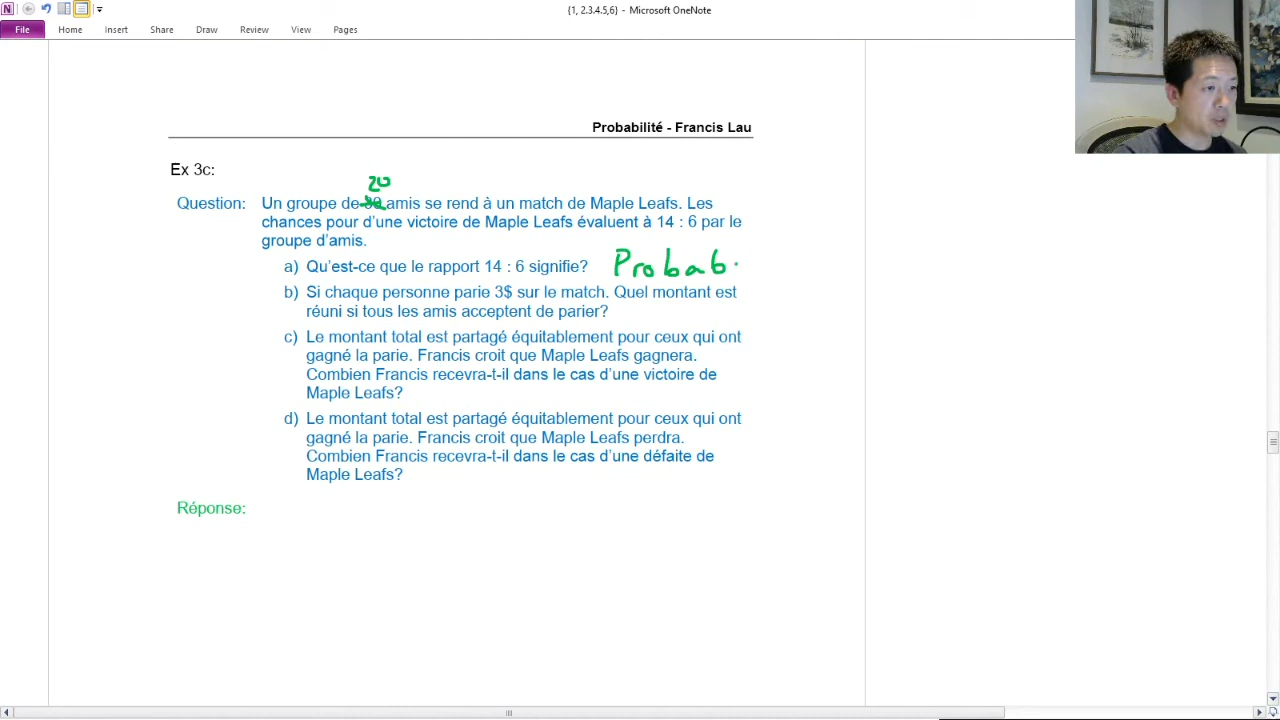 {1, 2.3.4.5,6} - Microsoft OneNote
File Home Insert Share Draw Review View Pages
Probabilité - Francis Lau
Ex 3c:
20
Question: Un groupe de amis se rend à un match de Maple Leafs. Les
chances pour d'une victoire de Maple Leafs évaluent à 14 : 6 par le
groupe d'amis.
a) Qu'est-ce que le rapport 14 : 6 signifie? Probab
b) Si chaque personne parie 3$ sur le match. Quel montant est
réuni si tous les amis acceptent de parier?
c) Le montant total est partagé équitablement pour ceux qui ont
gagné la parie. Francis croit que Maple Leafs gagnera.
Combien Francis recevra-t-il dans le cas d'une victoire de
Maple Leafs?
d) Le montant total est partagé équitablement pour ceux qui ont
gagné la parie. Francis croit que Maple Leafs perdra.
Combien Francis recevra-t-il dans le cas d'une défaite de
Maple Leafs?
Réponse: